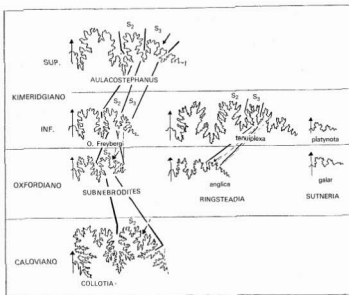 S₂
S₃
SUP.
AULACOSTEPHANUS
KIMERIDGIANO
S₂
S₃
S₂
S₃
INF.
O. Freybergi
tenuiplexa
platynota
S₂
OXFORDIANO
SUBNEBRODITES
anglica
galar
RINGSTEADIA
SUTNERIA
S₂
CALOVIANO
COLLOTIA